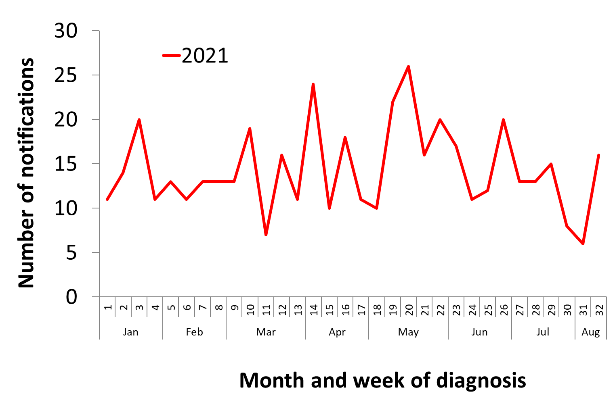 30
2021
25
20
15
10
5
0
Number of notifications
1 2 3 4 5 6 7 8 9 10 11 12 13 14 15 16 17 18 19 20 21 22 23 24 25 26 27 28 29 30 31 32
Jan Feb Mar Apr May Jun Jul Aug
Month and week of diagnosis